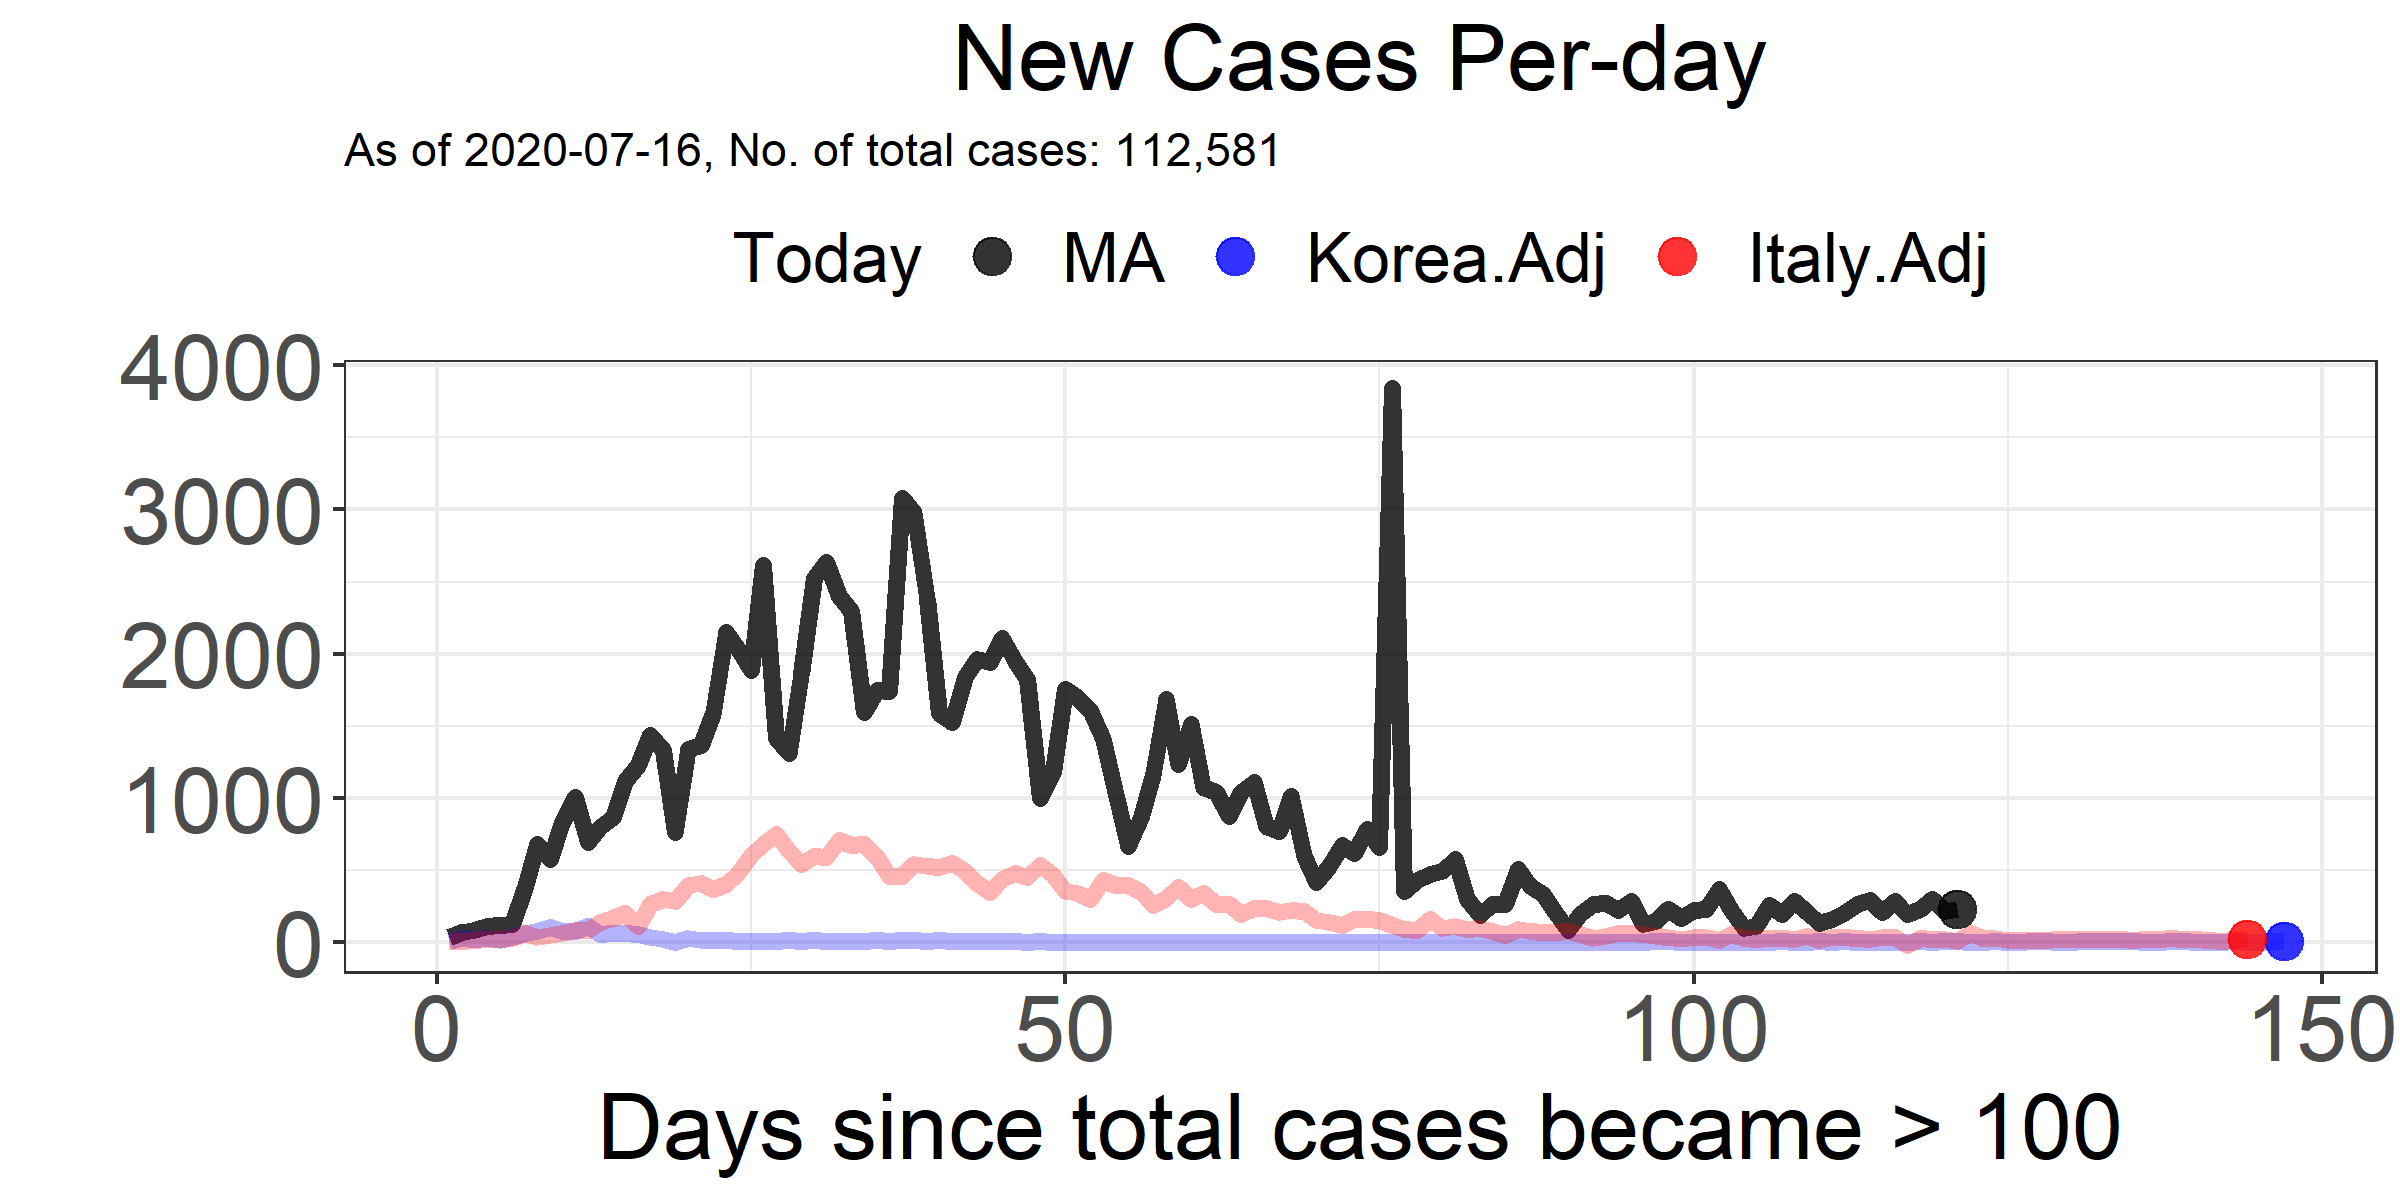 New Cases Per-day
As of 2020-07-16, No. of total cases: 112,581
Today MA Korea.Adj Italy.Adj
4000
3000
2000
1000
0
0 50 100 150
Days since total cases became > 100